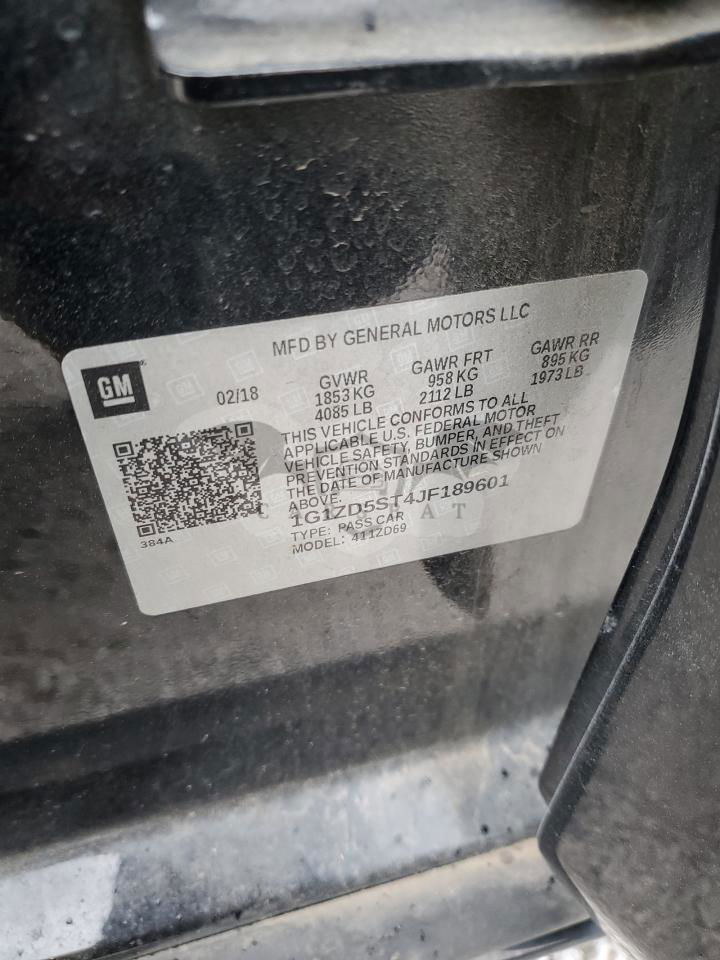 MFD BY GENERAL MOTORS LLC
GM
02/18
GVWR
1853 KG
4085 LB
GAWR FRT
958 KG
2112 LB
GAWR RR
895 KG
1973 LB
THIS VEHICLE CONFORMS TO ALL
APPLICABLE U.S. FEDERAL MOTOR
VEHICLE SAFETY, BUMPER, AND THEFT
PREVENTION STANDARDS IN EFFECT ON
THE DATE OF MANUFACTURE SHOWN
ABOVE.
1G1ZD5ST4JF189601
TYPE: PASS CAR
MODEL: 411ZD69
384A